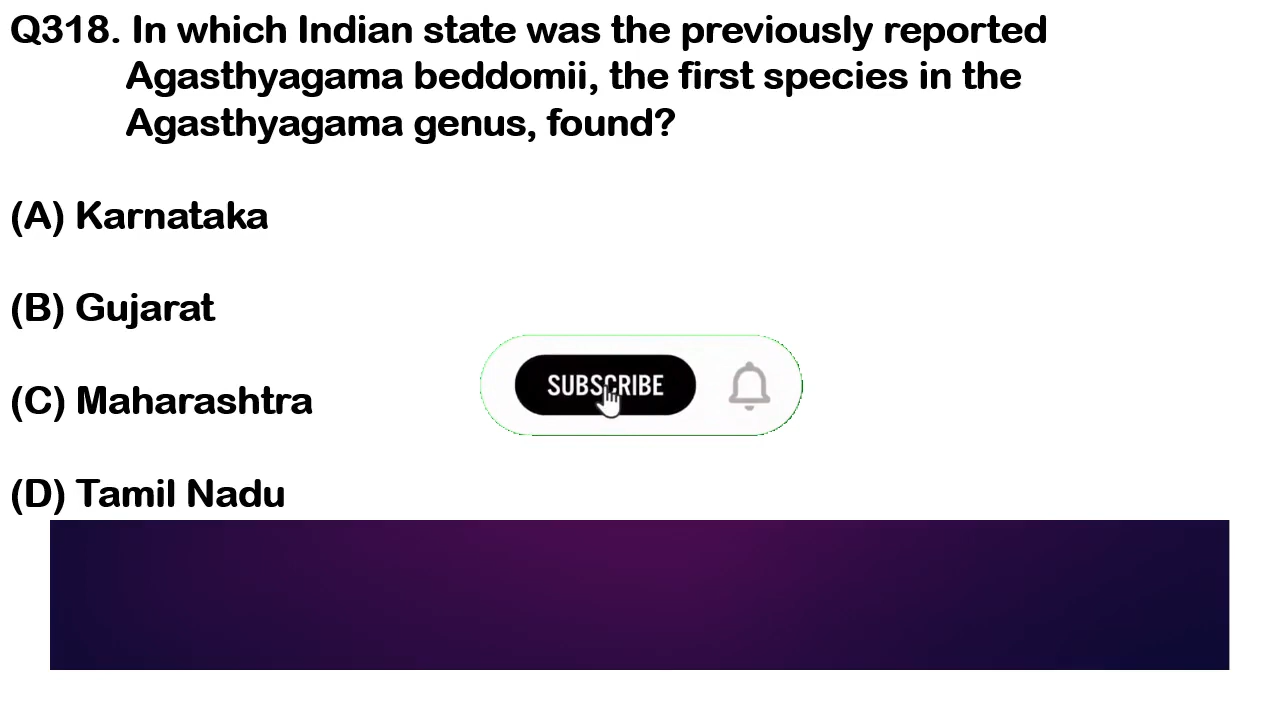 Q318. In which Indian state was the previously reported
Agasthyagama beddomii, the first species in the
Agasthyagama genus, found?
(A) Karnataka
(B) Gujarat
(C) Maharashtra
SUBSCRIBE
(D) Tamil Nadu